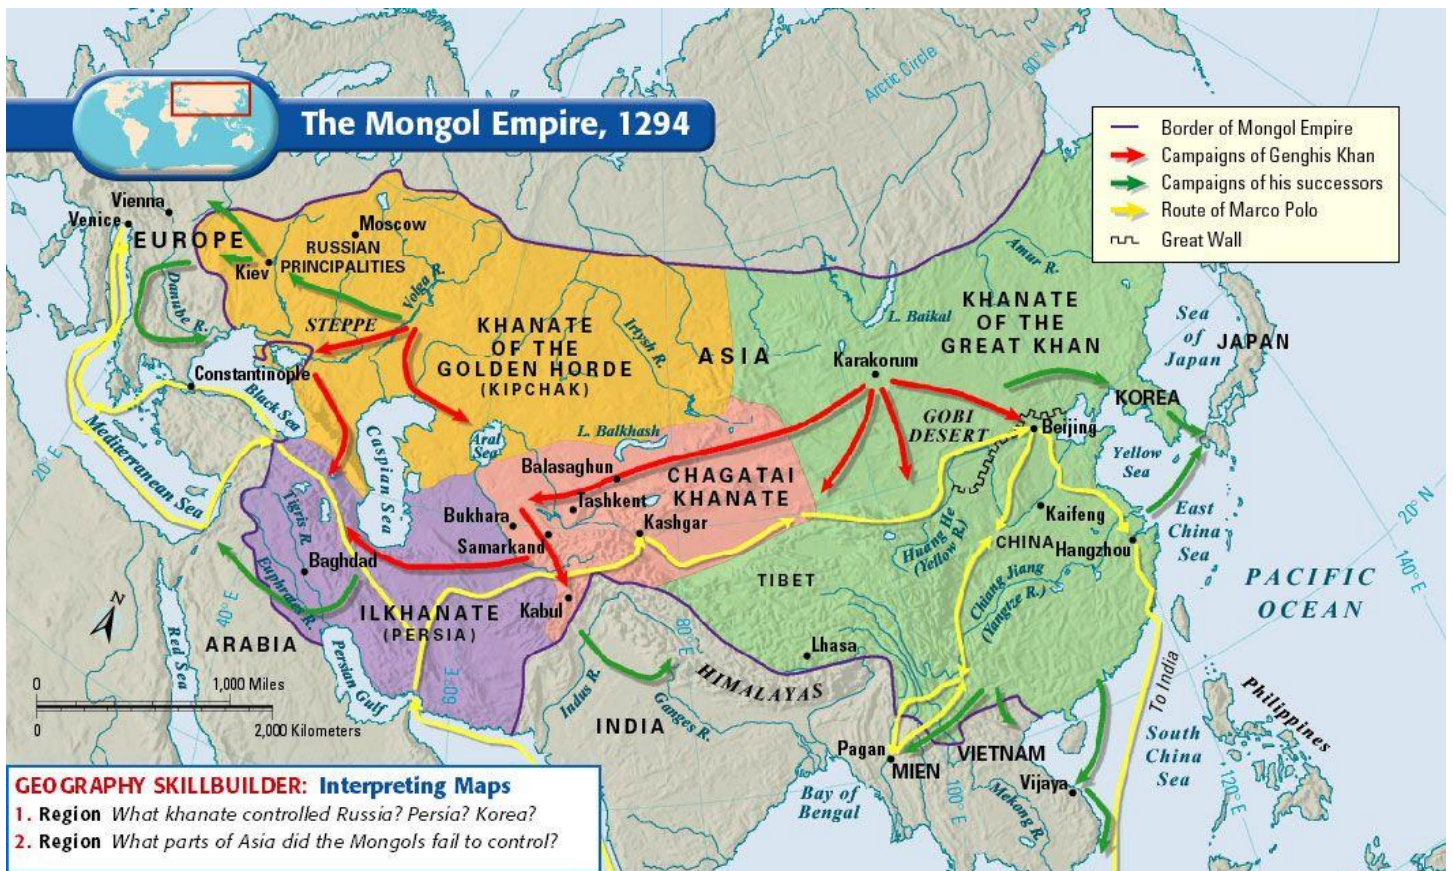 The Mongol Empire, 1294
Arctic Circle
60° N
Border of Mongol Empire
Campaigns of Genghis Khan
Campaigns of his successors
Route of Marco Polo
Great Wall
Vienna
Venice
EUROPE
Moscow
RUSSIAN
PRINCIPALITIES
Kiev
Danube R.
Volga R.
STEPPE
KHANATE
OF THE
GOLDEN HORDE
(KIPCHAK)
Irtysh R.
ASIA
L. Baikal
Amur R.
KHANATE
OF THE
GREAT KHAN
Sea
of
Japan
JAPAN
Karakorum
Constantinople
Black Sea
Caspian Sea
Aral
Sea
L. Balkhash
GOBI
DESERT
KOREA
Beijing
Yellow
Sea
Mediterranean Sea
20° E
Balasaghun
CHAGATAI
KHANATE
Tashkent
Bukhara
Samarkand
Kashgar
Huang He
(Yellow R.)
Kaifeng
CHINA
Hangzhou
East
China
Sea
20° N
140° E
Tigris R.
Baghdad
Euphrates R.
ILKHANATE
(PERSIA)
Kabul
TIBET
Chiang Jiang
(Yangtze R.)
PACIFIC
OCEAN
N
40° E
ARABIA
Red Sea
Persian Gulf
60° E
80° E
Lhasa
HIMALAYAS
Indus R.
Ganges R.
INDIA
To India
0
1,000 Miles
0
2,000 Kilometers
Pagan
MIEN
VIETNAM
Vijaya
South
China
Sea
Philippines
Bay of
Bengal
100° E
Mekong R.
120° E
GEOGRAPHY SKILLBUILDER: Interpreting Maps
1. Region What khanate controlled Russia? Persia? Korea?
2. Region What parts of Asia did the Mongols fail to control?